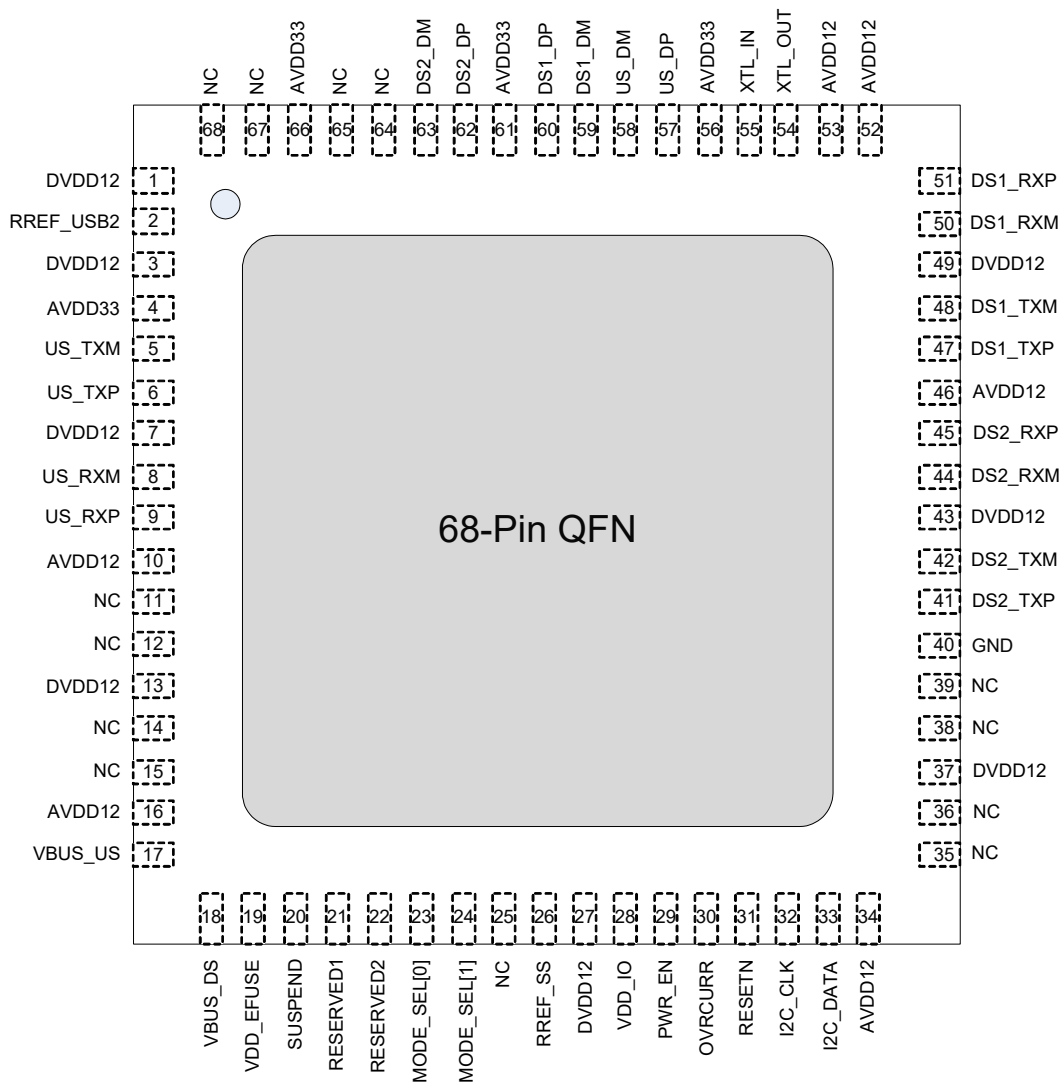 NC
NC
AVDD33
NC
NC
DS2_DM
DS2_DP
AVDD33
DS1_DP
DS1_DM
US_DM
US_DP
AVDD33
XTL_IN
XTL_OUT
AVDD12
AVDD12
68 67 66 65 64 63 62 61 60 59 58 57 56 55 54 53 52
DVDD12 1
RREF_USB2 2
DVDD12 3
AVDD33 4
US_TXM 5
US_TXP 6
DVDD12 7
US_RXM 8
US_RXP 9
AVDD12 10
NC 11
NC 12
DVDD12 13
NC 14
NC 15
AVDD12 16
VBUS_US 17
68-Pin QFN
51 DS1_RXP
50 DS1_RXM
49 DVDD12
48 DS1_TXM
47 DS1_TXP
46 AVDD12
45 DS2_RXP
44 DS2_RXM
43 DVDD12
42 DS2_TXM
41 DS2_TXP
40 GND
39 NC
38 NC
37 DVDD12
36 NC
35 NC
18 19 20 21 22 23 24 25 26 27 28 29 30 31 32 33 34
VBUS_DS
VDD_EFUSE
SUSPEND
RESERVED1
RESERVED2
MODE_SEL[0]
MODE_SEL[1]
NC
RREF_SS
DVDD12
VDD_IO
PWR_EN
OVRCURR
RESETN
I2C_CLK
I2C_DATA
AVDD12